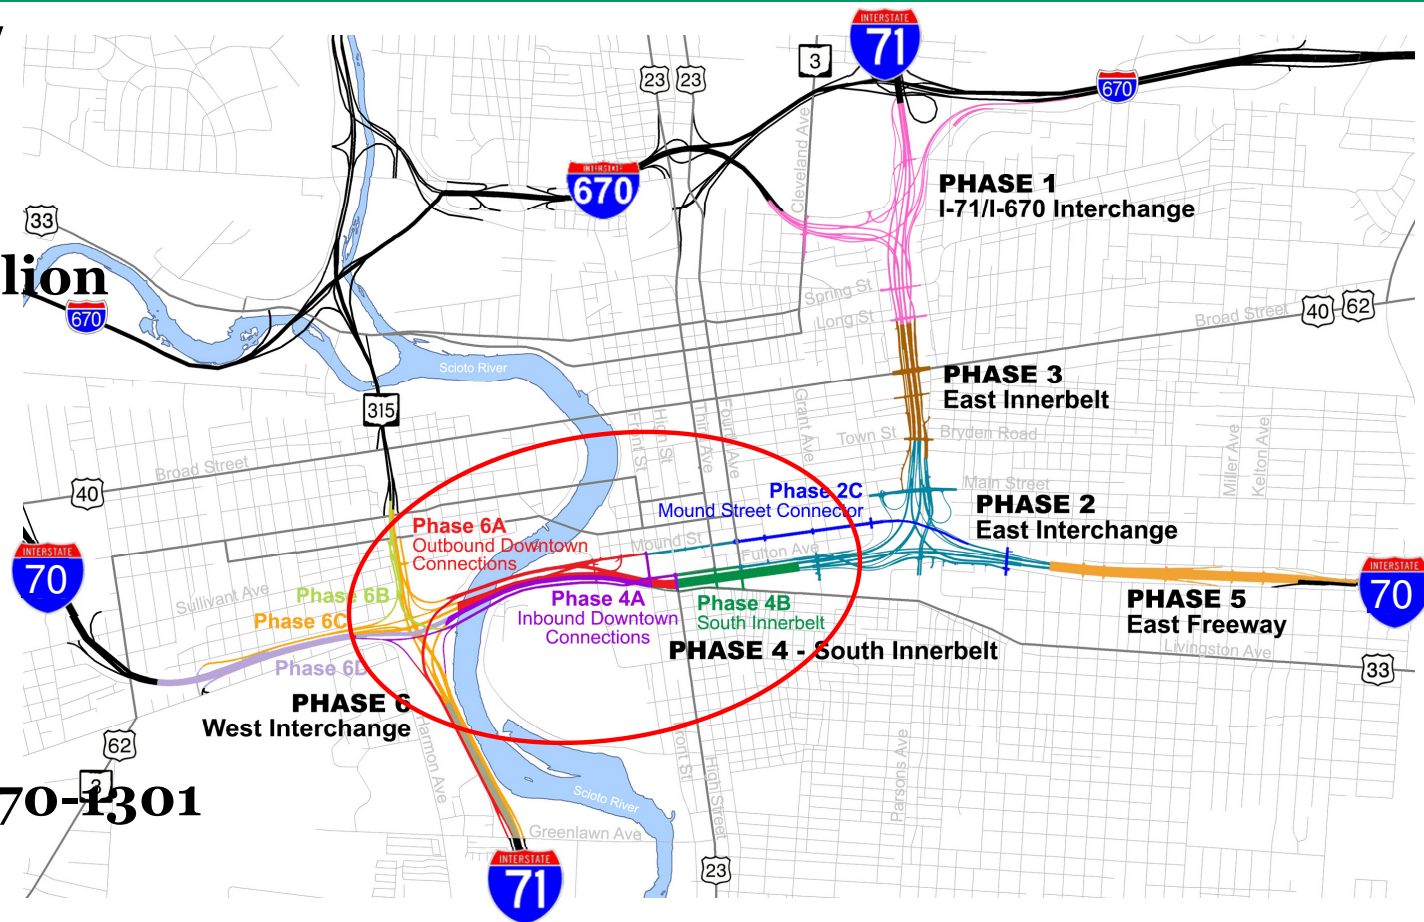 INTERSTATE
71
3
23
23
670
INTERSTATE
670
Cleveland Ave
PHASE 1
I-71/I-670 Interchange
33
lion
670
Spring St
Long St
Broad Street
40
62
Scioto River
PHASE 3
East Innerbelt
315
Front St
High St
Third Ave
Fourth Ave
Grant Ave
Town St
Bryden Road
Miller Ave
Kelton Ave
Broad Street
40
Main Street
Phase 2C
Mound Street Connector
PHASE 2
East Interchange
Phase 6A
Outbound Downtown
Connections
Mound St
Fulton Ave
INTERSTATE
70
INTERSTATE
70
Sullivant Ave
Phase 6B
Phase 6C
Phase 4A
Inbound Downtown
Connections
Phase 4B
South Innerbelt
PHASE 5
East Freeway
PHASE 4 - South Innerbelt
Livingston Ave
33
Phase 6D
PHASE 6
West Interchange
62
Harmon Ave
Front St
High Street
Parsons Ave
3
70-1301
Scioto River
Greenlawn Ave
INTERSTATE
71
23